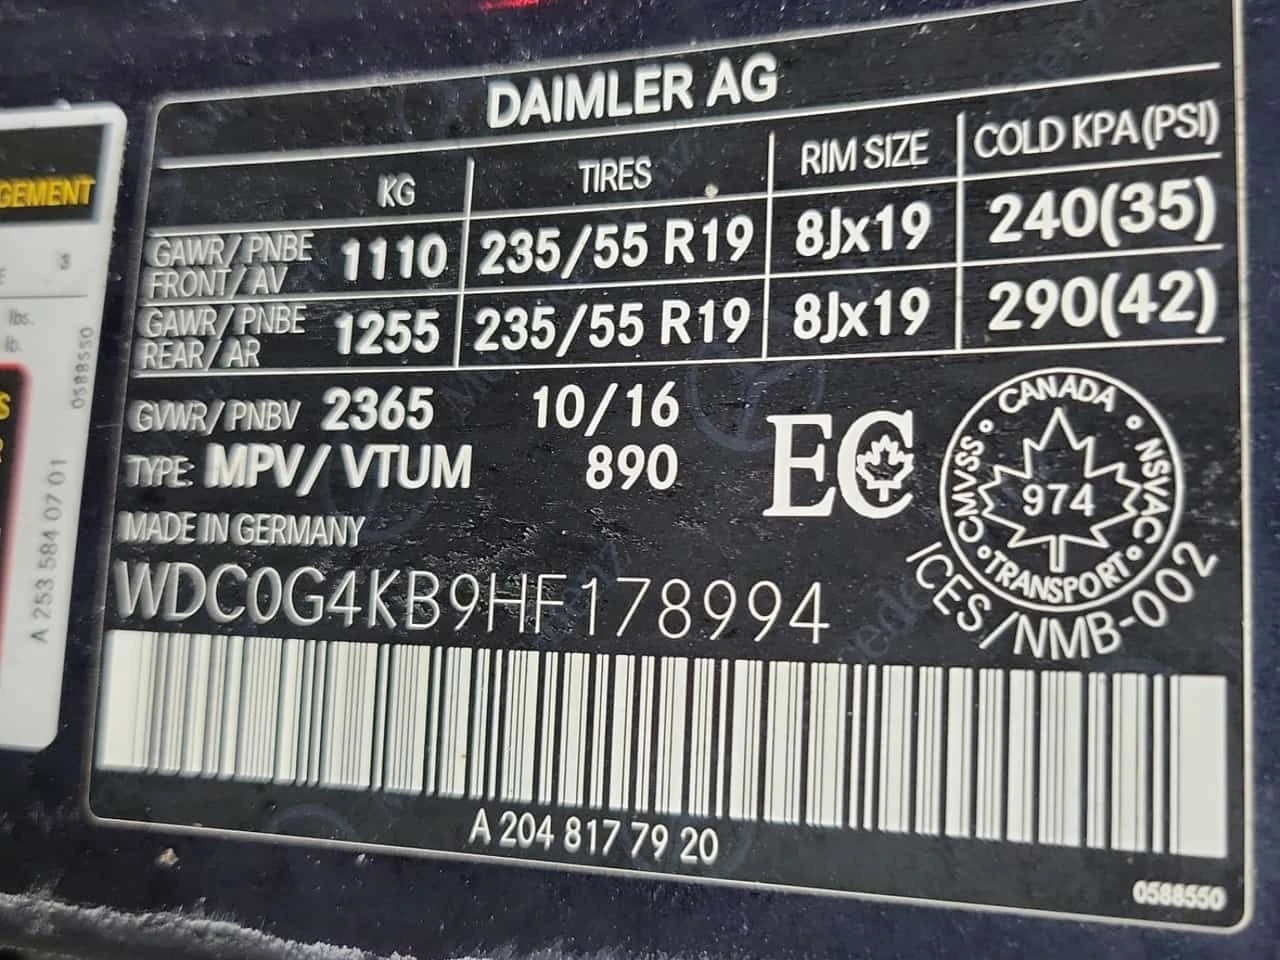 DAIMLER AG
KG TIRES RIM SIZE COLD KPA(PSI)
GAWR/PNBE FRONT/AV 1110 235/55 R19 8Jx19 240(35)
GAWR/PNBE REAR/AR 1255 235/55 R19 8Jx19 290(42)
GVWR/PNBV 2365 10/16
TYPE: MPV/VTUM 890
MADE IN GERMANY
WDC0G4KB9HF178994
A 204 817 79 20
0588550
EC
CANADA
CMVSS
NSVAC
974
TRANSPORT
ICES/NMB-002
GEMENT
lbs.
lb.
0588550
A 253 584 07 01